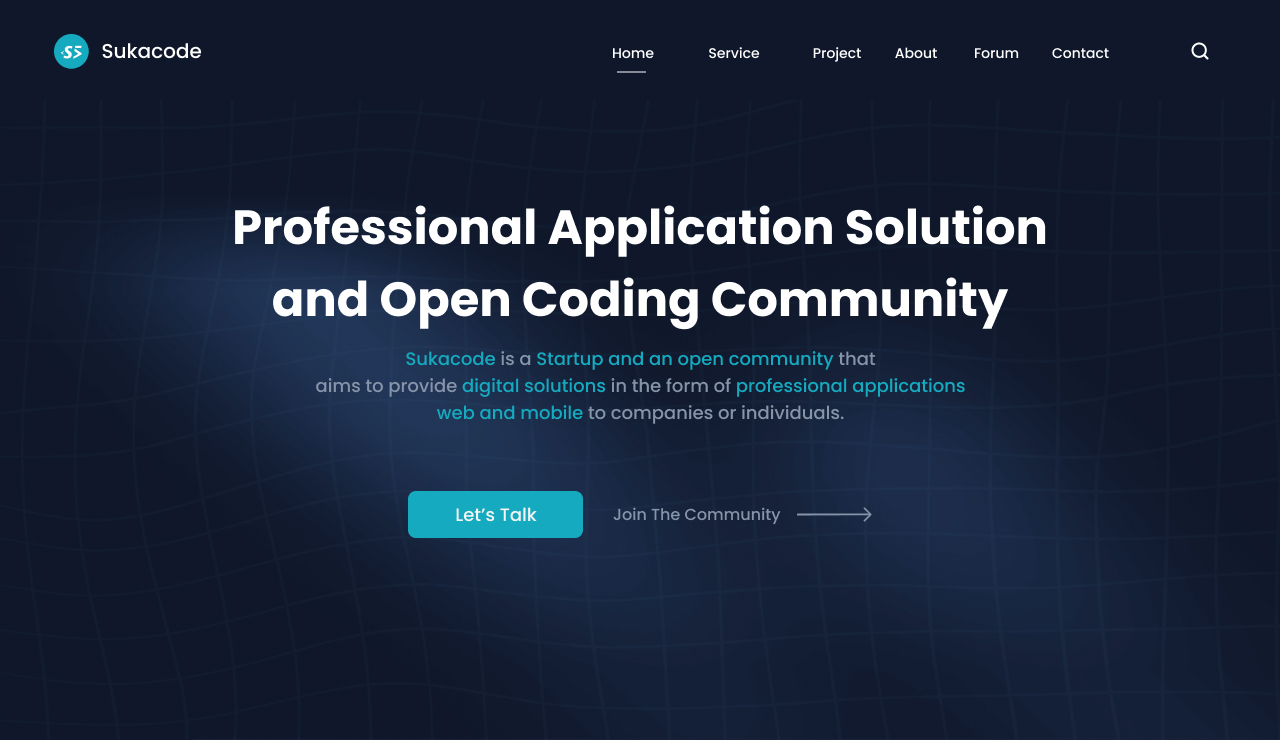 Sukacode
Home Service Project About Forum Contact
Professional Application Solution
and Open Coding Community
Sukacode is a Startup and an open community that
aims to provide digital solutions in the form of professional applications
web and mobile to companies or individuals.
Let’s Talk
Join The Community